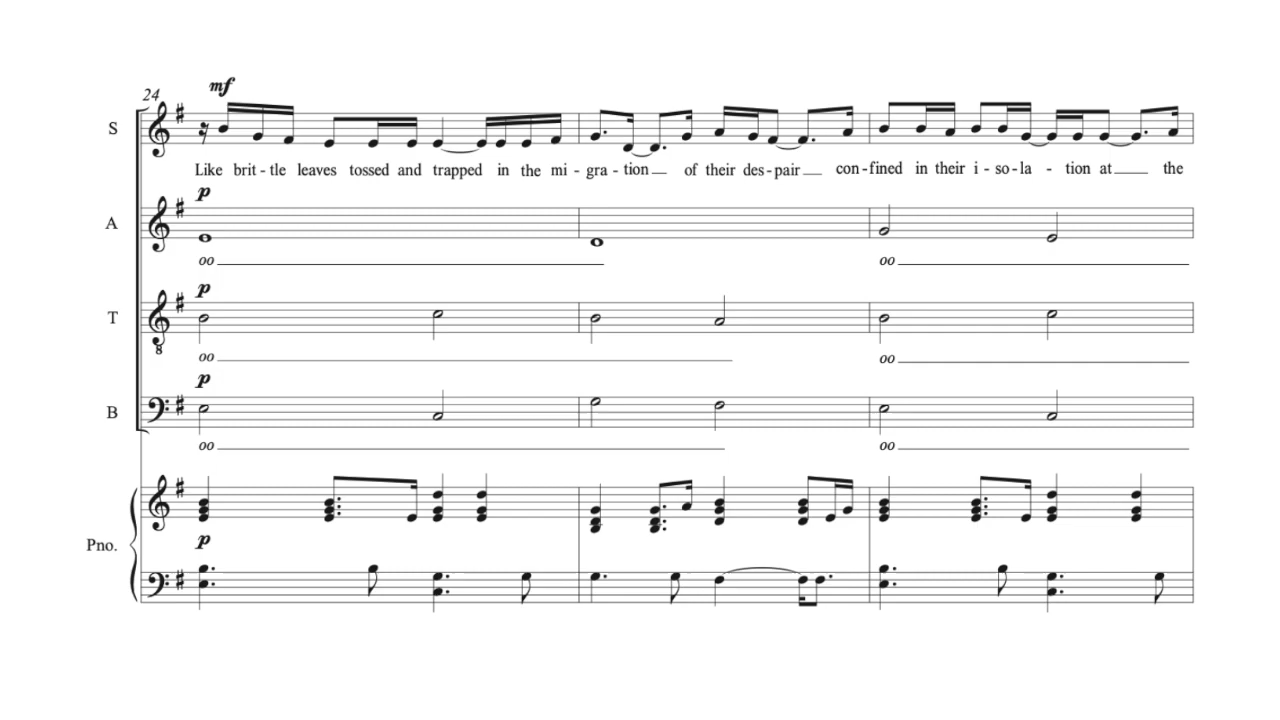 24
mf
S
Like brit - tle leaves tossed and trapped in the mi - gra - tion of their des - pair con - fined in their i - so - la - tion at the
p
A
oo oo
p
T
8
oo oo
p
B
oo oo
Pno.
p